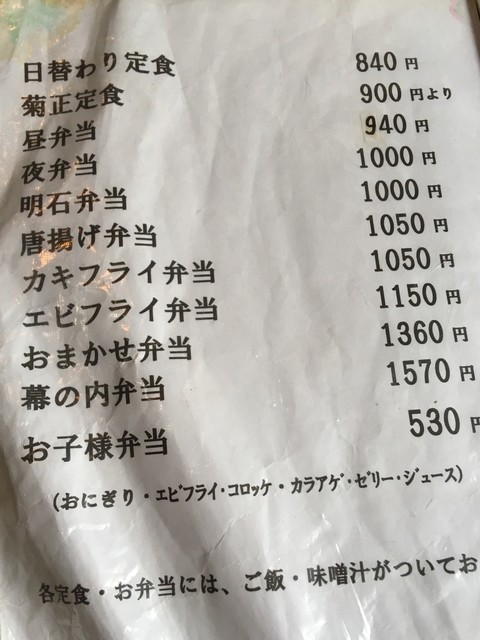 日替わり定食 840円
菊正定食 900円より
昼弁当 940円
夜弁当 1000円
明石弁当 1000円
唐揚げ弁当 1050円
カキフライ弁当 1050円
エビフライ弁当 1150円
おまかせ弁当 1360円
幕の内弁当 1570円
お子様弁当 530円
(おにぎり・エビフライ・コロッケ・カラアゲ・ゼリー・ジュース)
各定食・お弁当には、ご飯・味噌汁がついてお